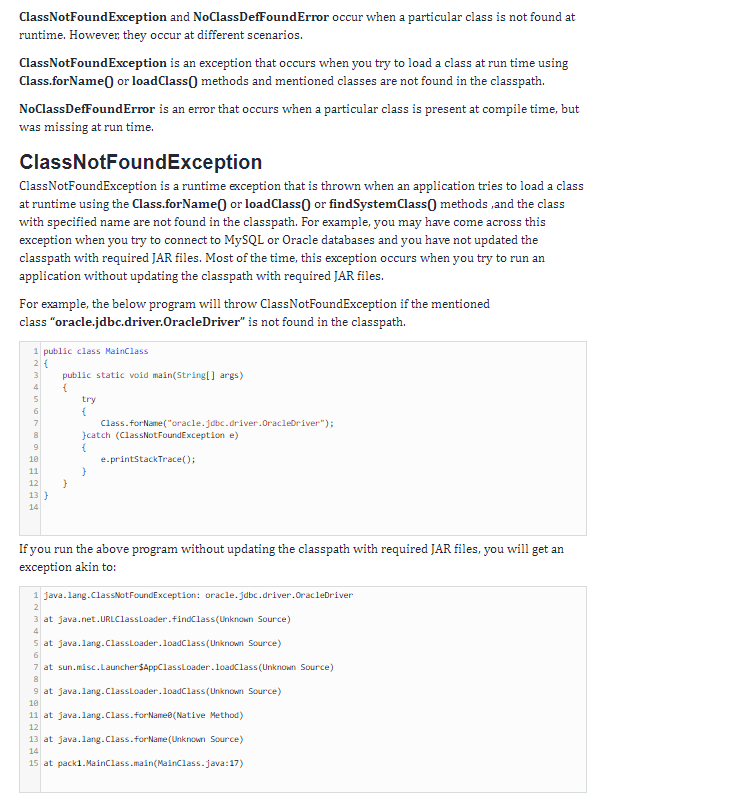 ClassNotFoundException and NoClassDefFoundError occur when a particular class is not found at
runtime. However, they occur at different scenarios.
ClassNotFoundException is an exception that occurs when you try to load a class at run time using
Class.forName() or loadClass() methods and mentioned classes are not found in the classpath.
NoClassDefFoundError is an error that occurs when a particular class is present at compile time, but
was missing at run time.
ClassNotFoundException
ClassNotFoundException is a runtime exception that is thrown when an application tries to load a class
at runtime using the Class.forName() or loadClass() or findSystemClass() methods ,and the class
with specified name are not found in the classpath. For example, you may have come across this
exception when you try to connect to MySQL or Oracle databases and you have not updated the
classpath with required JAR files. Most of the time, this exception occurs when you try to run an
application without updating the classpath with required JAR files.
For example, the below program will throw ClassNotFoundException if the mentioned
class “oracle.jdbc.driver.OracleDriver” is not found in the classpath.
1 public class MainClass
2 {
3 public static void main(String[] args)
4 {
5 try
6 {
7 Class.forName("oracle.jdbc.driver.OracleDriver");
8 }catch (ClassNotFoundException e)
9 {
10 e.printStackTrace();
11 }
12 }
13 }
14
If you run the above program without updating the classpath with required JAR files, you will get an
exception akin to:
1 java.lang.ClassNotFoundException: oracle.jdbc.driver.OracleDriver
2
3 at java.net.URLClassLoader.findClass(Unknown Source)
4
5 at java.lang.ClassLoader.loadClass(Unknown Source)
6
7 at sun.misc.Launcher$AppClassLoader.loadClass(Unknown Source)
8
9 at java.lang.ClassLoader.loadClass(Unknown Source)
10
11 at java.lang.Class.forName0(Native Method)
12
13 at java.lang.Class.forName(Unknown Source)
14
15 at pack1.MainClass.main(MainClass.java:17)